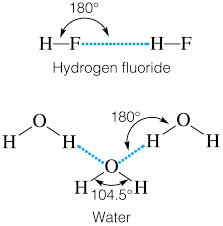 180°
H—F H—F
Hydrogen fluoride
180°
O O
H H H H
O
H 104.5° H
Water